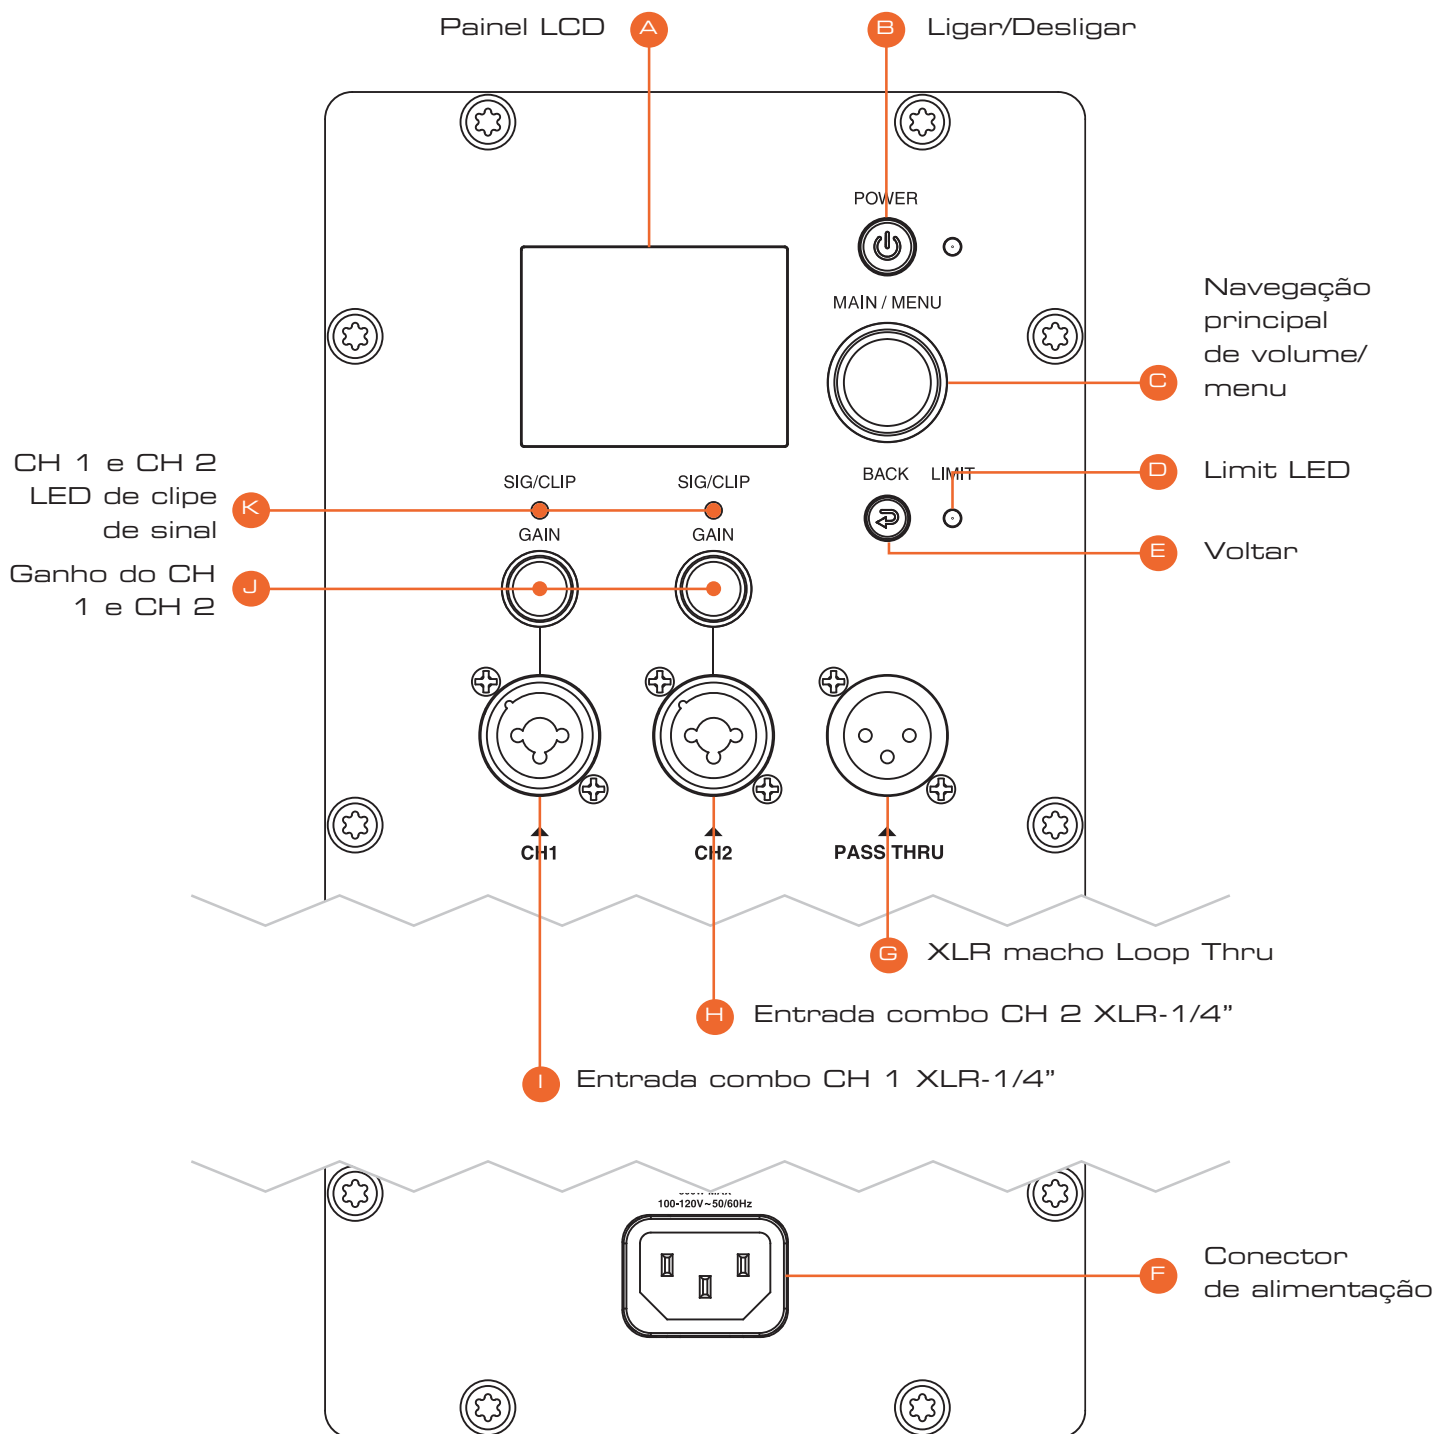 Painel LCD A
B Ligar/Desligar
POWER
MAIN / MENU
Navegação
principal
de volume/
menu
C
CH 1 e CH 2
LED de clipe
de sinal
K
SIG/CLIP
SIG/CLIP
BACK
LIMIT
D Limit LED
GAIN
GAIN
E Voltar
Ganho do CH
1 e CH 2
J
CH1
CH2
PASS THRU
G XLR macho Loop Thru
H Entrada combo CH 2 XLR-1/4”
I Entrada combo CH 1 XLR-1/4”
100-120V~50/60Hz
F
Conector
de alimentação